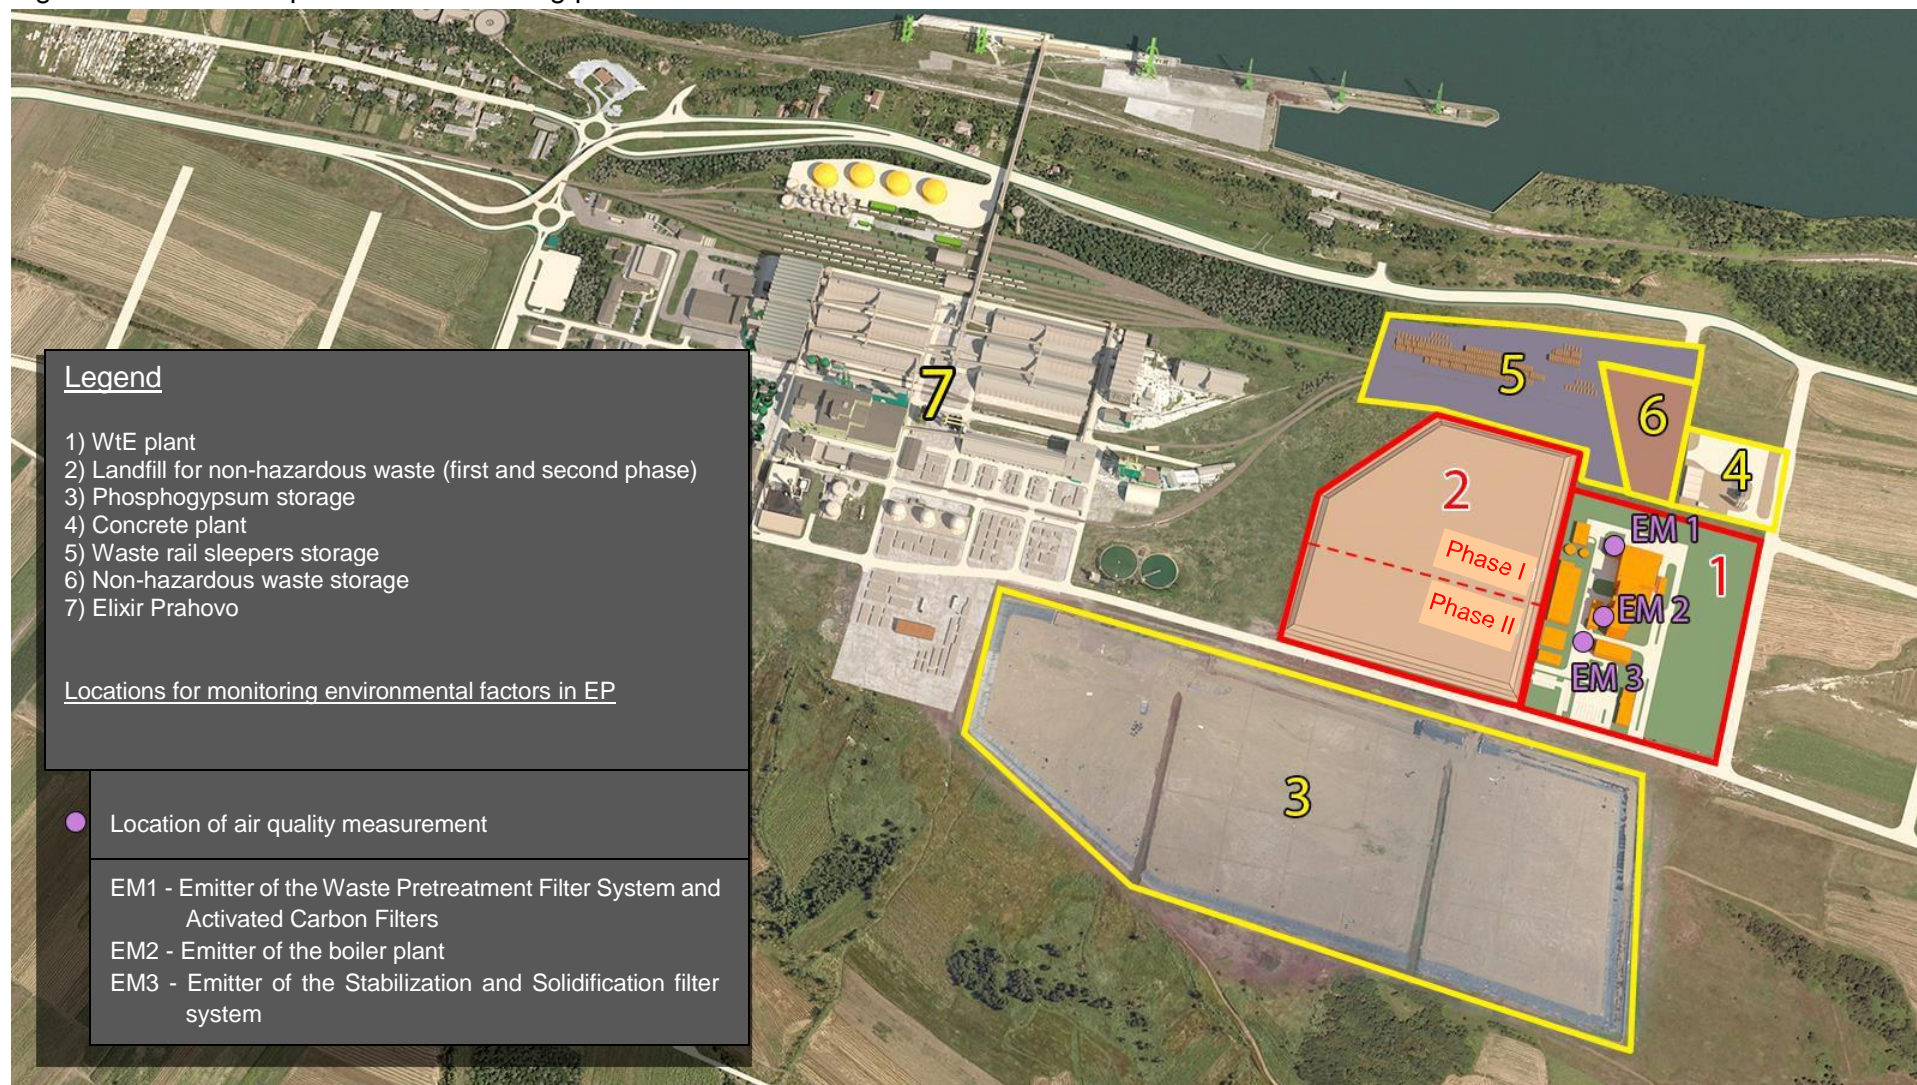 Legend
1) WtE plant
2) Landfill for non-hazardous waste (first and second phase)
3) Phosphogypsum storage
4) Concrete plant
5) Waste rail sleepers storage
6) Non-hazardous waste storage
7) Elixir Prahovo
Locations for monitoring environmental factors in EP
Location of air quality measurement
EM1 - Emitter of the Waste Pretreatment Filter System and
Activated Carbon Filters
EM2 - Emitter of the boiler plant
EM3 - Emitter of the Stabilization and Solidification filter
system
7
5
6
4
2
Phase I
Phase II
EM 1
1
EM 2
EM 3
3